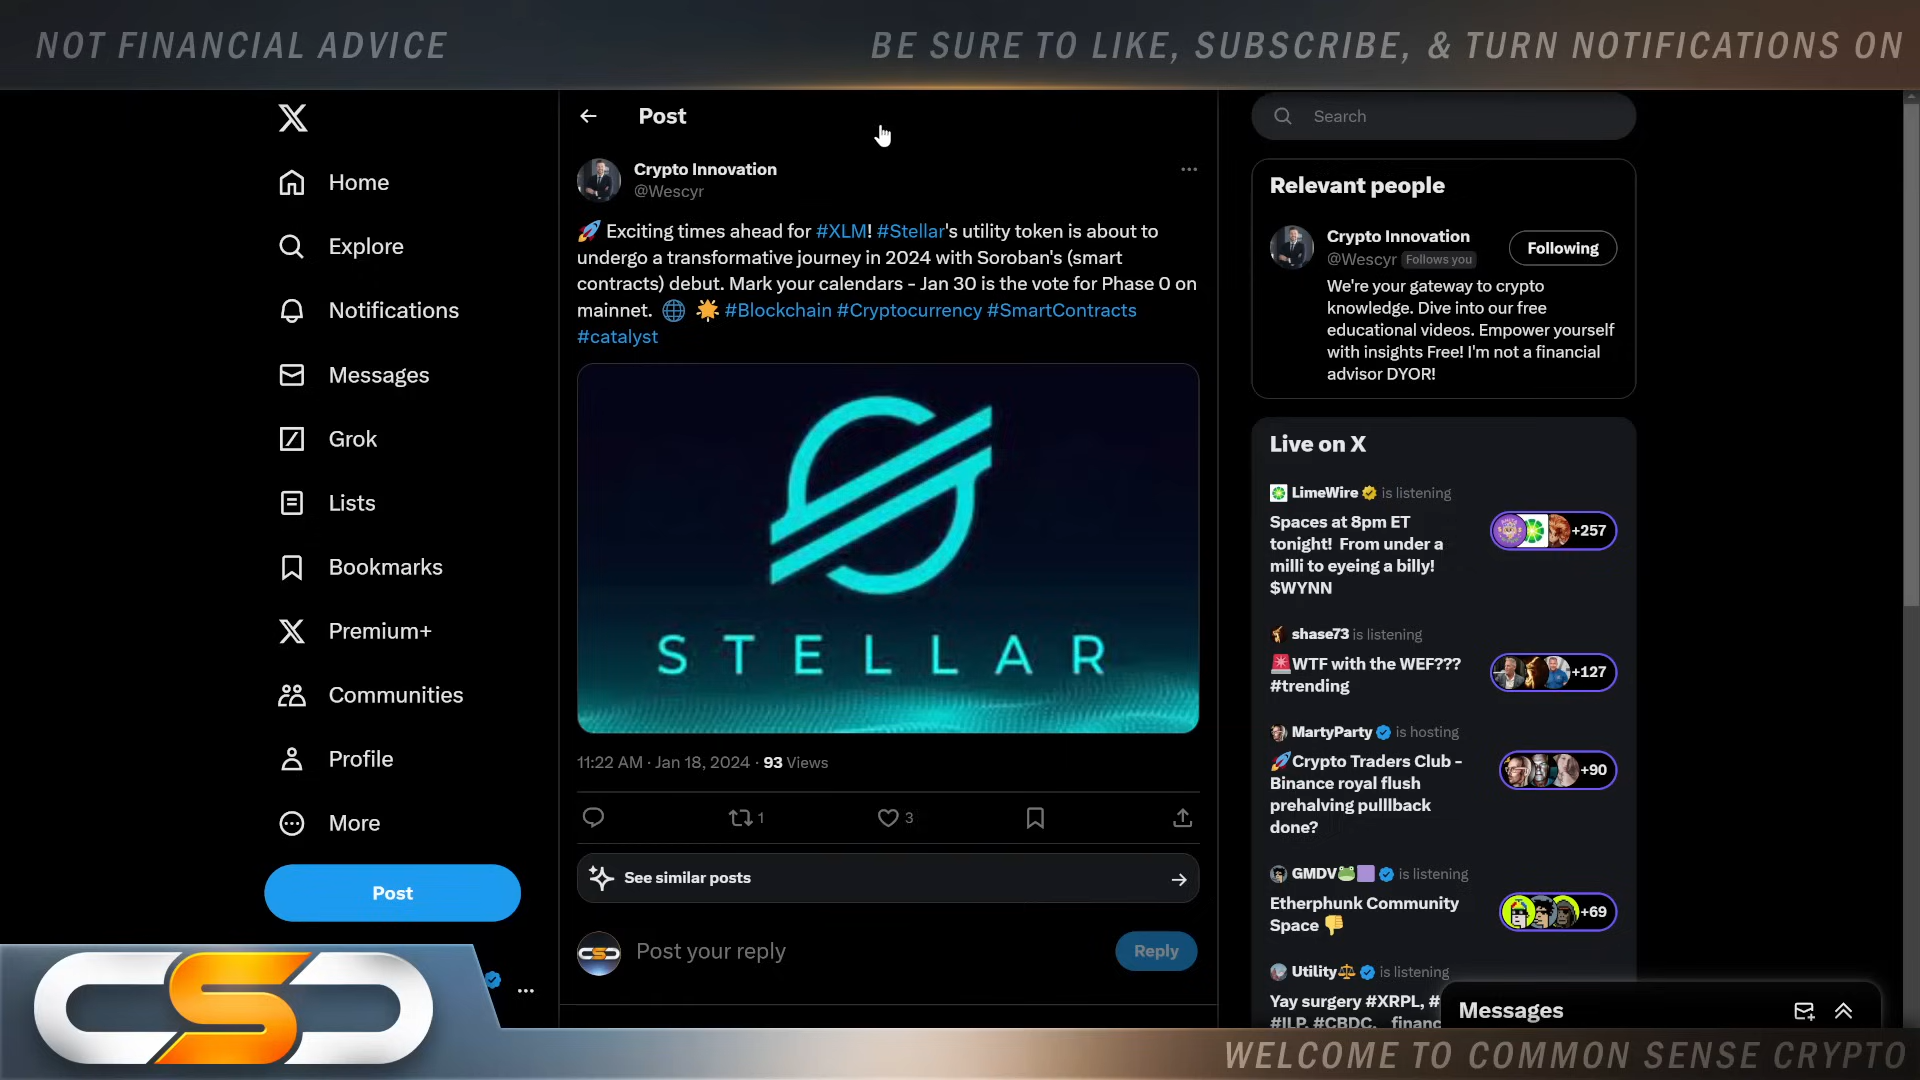 NOT FINANCIAL ADVICE
BE SURE TO LIKE, SUBSCRIBE, & TURN NOTIFICATIONS ON
Home
Explore
Notifications
Messages
Grok
Lists
Bookmarks
Premium+
Communities
Profile
More
Post
Post
Crypto Innovation
@Wescyr
🚀 Exciting times ahead for #XLM! #Stellar's utility token is about to
undergo a transformative journey in 2024 with Soroban's (smart
contracts) debut. Mark your calendars - Jan 30 is the vote for Phase 0 on
mainnet. 🌐 🌟 #Blockchain #Cryptocurrency #SmartContracts
#catalyst
STELLAR
11:22 AM · Jan 18, 2024 · 93 Views
1
3
See similar posts
Post your reply
Reply
Search
Relevant people
Crypto Innovation
Following
@Wescyr Follows you
We're your gateway to crypto
knowledge. Dive into our free
educational videos. Empower yourself
with insights Free! I'm not a financial
advisor DYOR!
Live on X
LimeWire is listening
Spaces at 8pm ET
tonight! From under a
milli to eyeing a billy!
$WYNN
+257
shase73 is listening
🚨WTF with the WEF???
#trending
+127
MartyParty is hosting
🚀Crypto Traders Club -
Binance royal flush
prehalving pulllback
done?
+90
GMDV🐸🟪 is listening
Etherphunk Community
Space 👎
+69
Utility⚖️ is listening
Yay surgery #XRPL, #
#ILP, #CBDC, financ
Messages
CSC
WELCOME TO COMMON SENSE CRYPTO